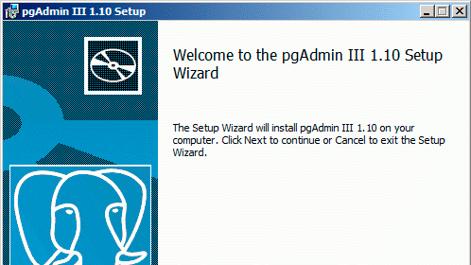 pgAdmin III 1.10 Setup
Welcome to the pgAdmin III 1.10 Setup
Wizard
The Setup Wizard will install pgAdmin III 1.10 on your
computer. Click Next to continue or Cancel to exit the Setup
Wizard.